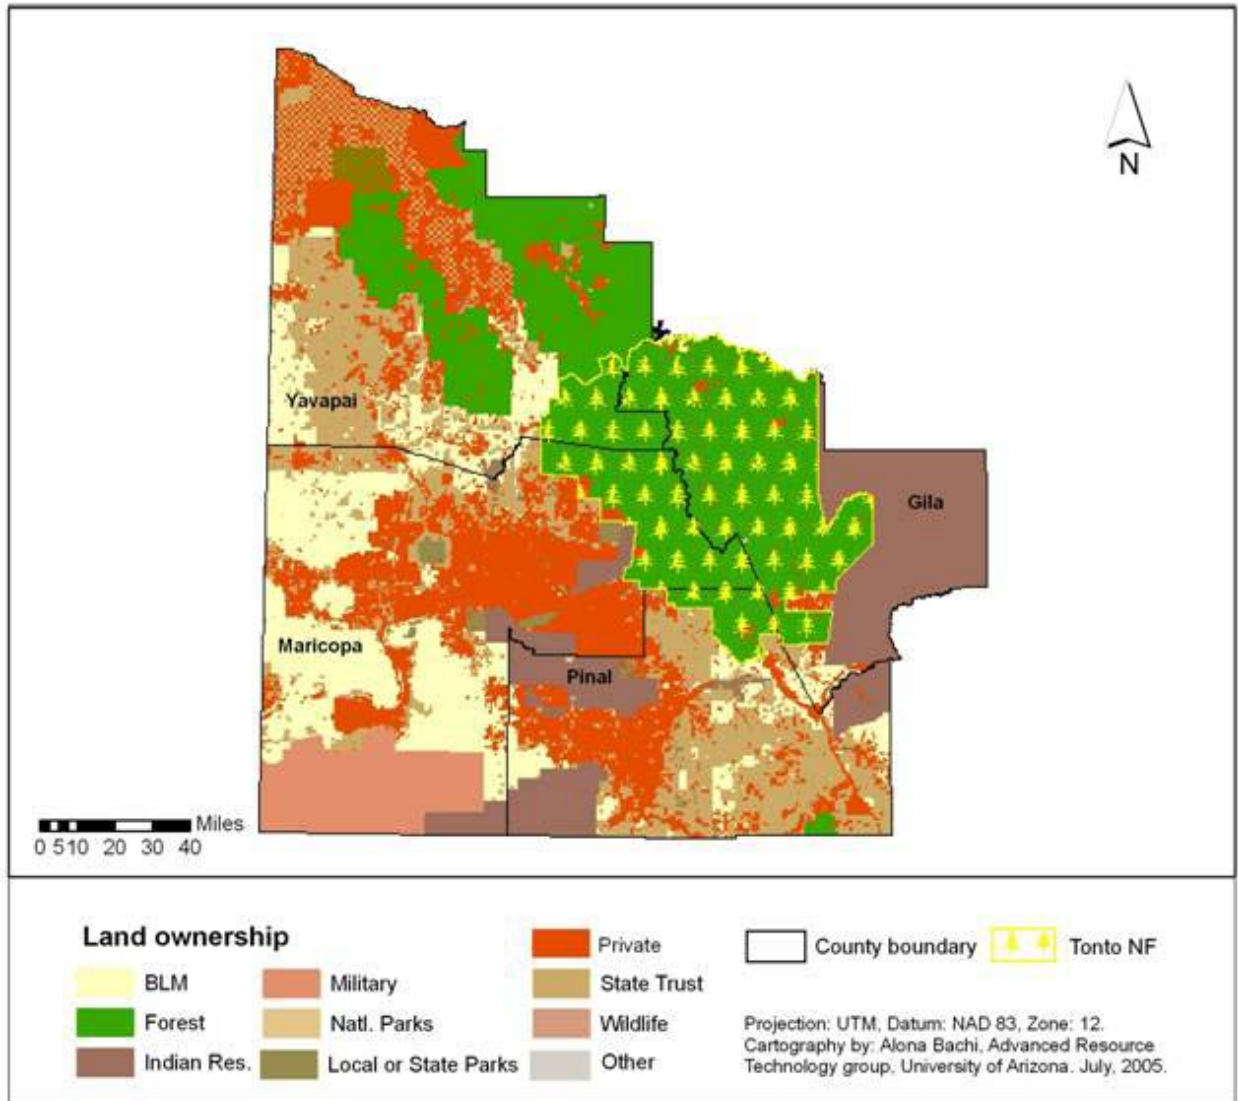 N
Yavapai
Gila
Maricopa
Pinal
Miles
0 510 20 30 40
Land ownership
BLM
Forest
Indian Res.
Military
Natl. Parks
Local or State Parks
Private
State Trust
Wildlife
Other
County boundary
Tonto NF
Projection: UTM, Datum: NAD 83, Zone: 12.
Cartography by: Alona Bachi, Advanced Resource
Technology group, University of Arizona. July, 2005.